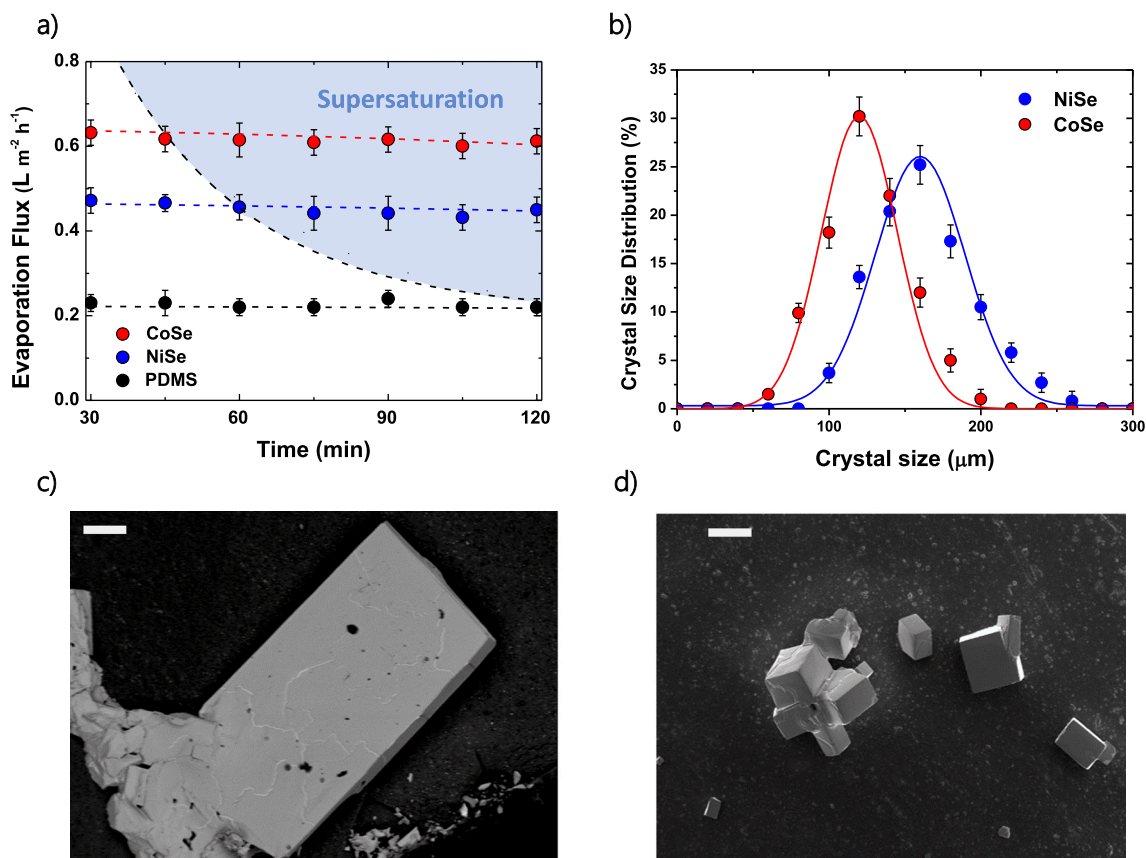 a)
Evaporation Flux (L m⁻² h⁻¹)
0.8
0.6
0.4
0.2
0.0
Supersaturation
CoSe
NiSe
PDMS
30
60
90
120
Time (min)
b)
Crystal Size Distribution (%)
35
30
25
20
15
10
5
0
NiSe
CoSe
0
100
200
300
Crystal size (μm)
c)
d)